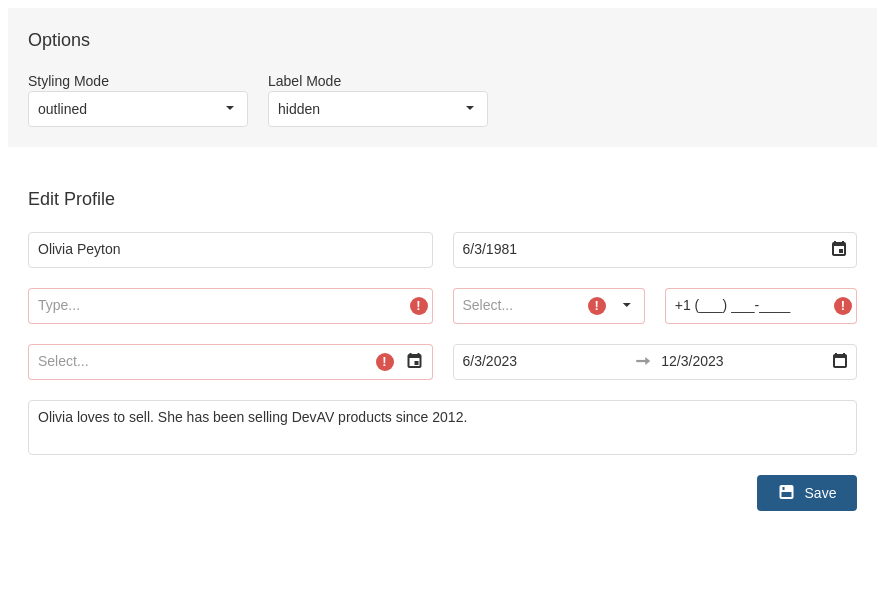 Options
Styling Mode Label Mode
outlined hidden
Edit Profile
Olivia Peyton 6/3/1981
Type... Select... +1 (___) ___-____
Select... 6/3/2023 12/3/2023
Olivia loves to sell. She has been selling DevAV products since 2012.
Save